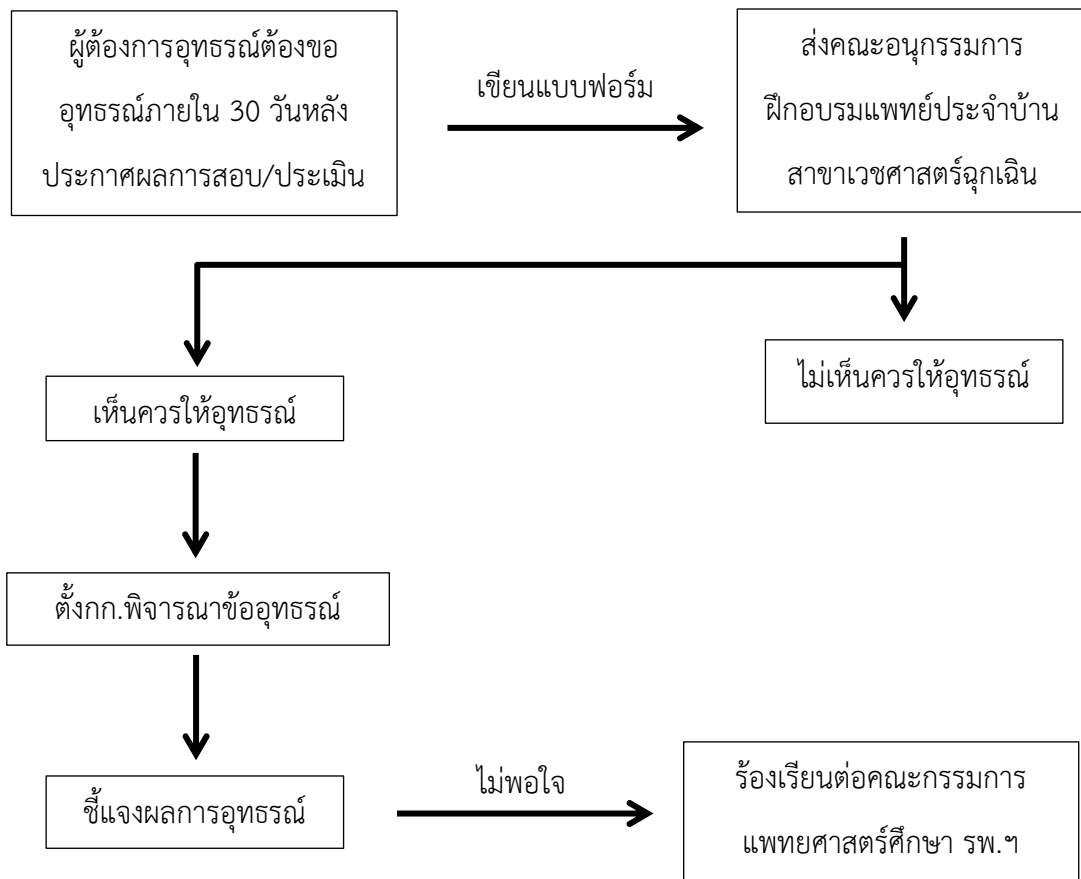 ผู้ต้องการอุทธรณ์ต้องขอ
อุทธรณ์ภายใน 30 วันหลัง
ประกาศผลการสอบ/ประเมิน
เขียนแบบฟอร์ม
ส่งคณะอนุกรรมการ
ฝึกอบรมแพทย์ประจำบ้าน
สาขาเวชศาสตร์ฉุกเฉิน
เห็นควรให้อุทธรณ์
ไม่เห็นควรให้อุทธรณ์
ตั้งกก.พิจารณาข้ออุทธรณ์
ชี้แจงผลการอุทธรณ์
ไม่พอใจ
ร้องเรียนต่อคณะกรรมการ
แพทยศาสตร์ศึกษา รพ.ฯ